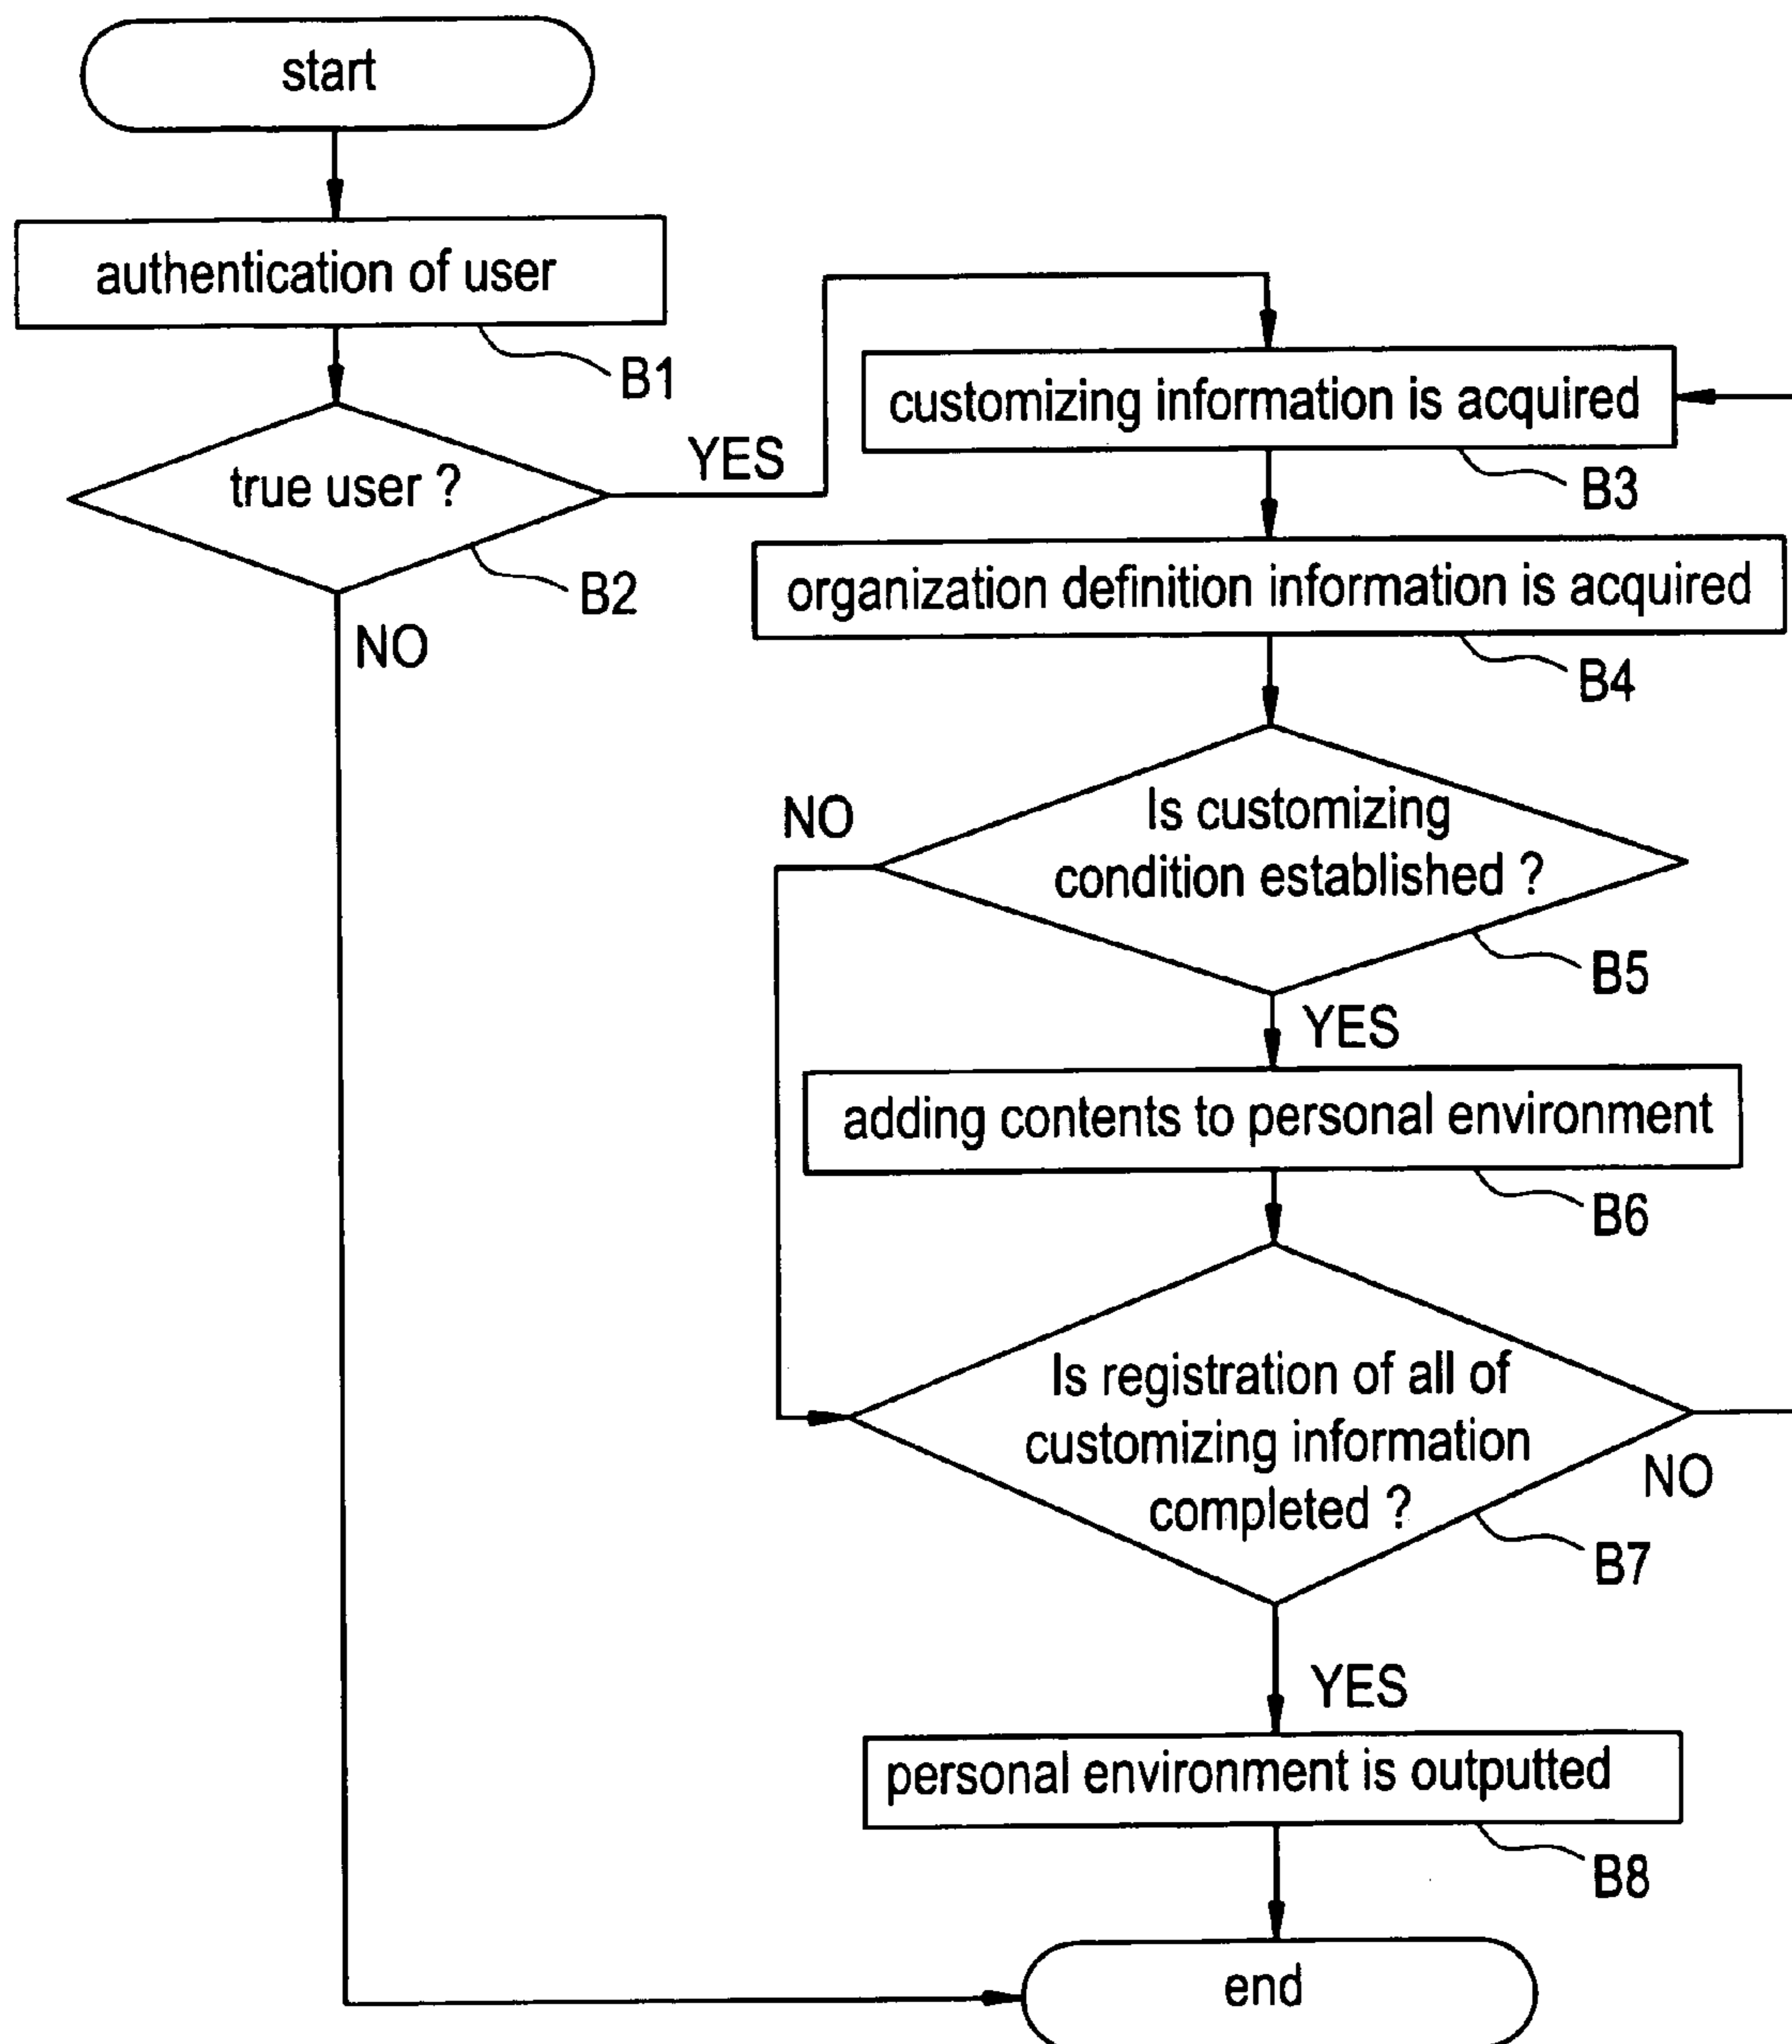 start
authentication of user
B1
true user ?
YES
B2
NO
customizing information is acquired
B3
organization definition information is acquired
B4
Is customizing
condition established ?
NO
B5
YES
adding contents to personal environment
B6
Is registration of all of
customizing information
completed ?
NO
B7
YES
personal environment is outputted
B8
end